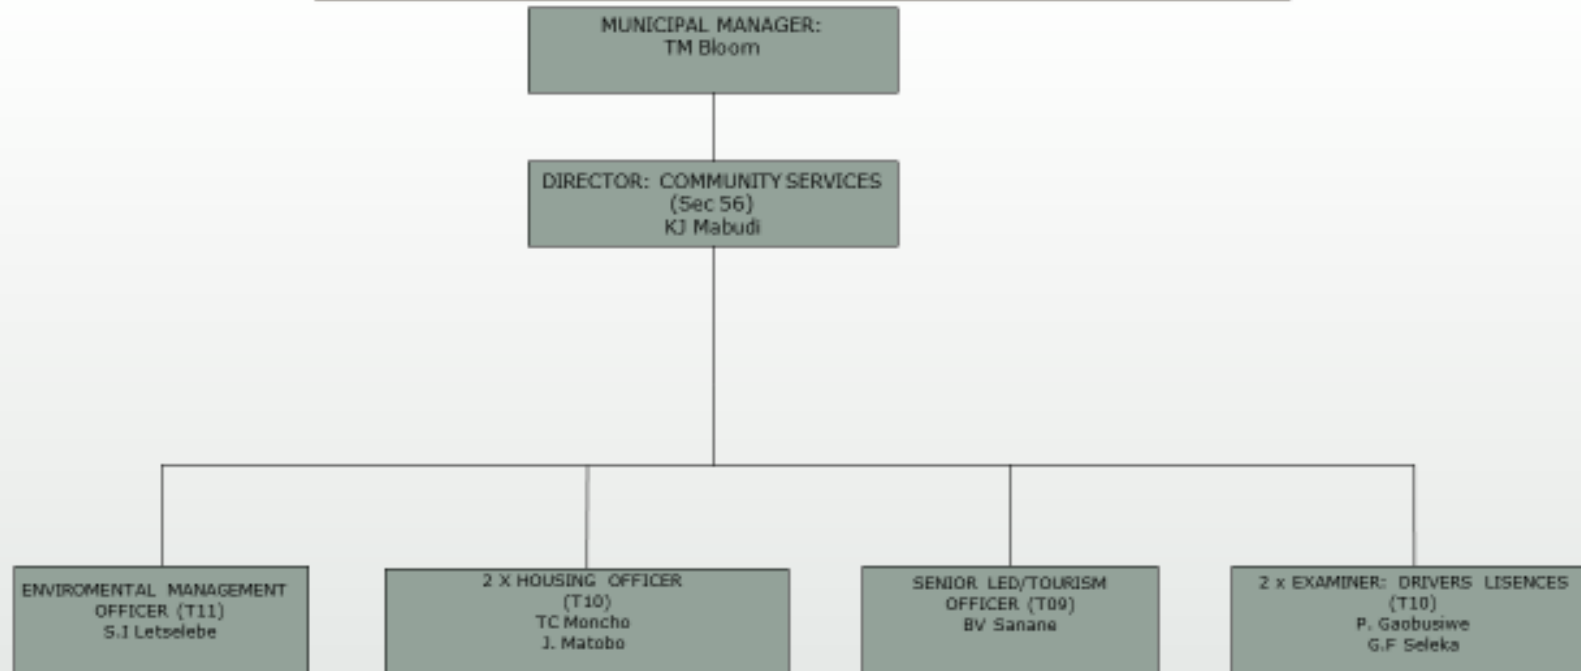 MUNICIPAL MANAGER:
TM Bloom
DIRECTOR: COMMUNITY SERVICES
(Sec 56)
KJ Mabudi
ENVIROMENTAL MANAGEMENT
OFFICER (T11)
S.I Letselebe
2 X HOUSING OFFICER
(T10)
TC Moncho
J. Matobo
SENIOR LED/TOURISM
OFFICER (T09)
BV Sanane
2 x EXAMINER: DRIVERS LISENCES
(T10)
P. Gaobusiwe
G.F Seleka